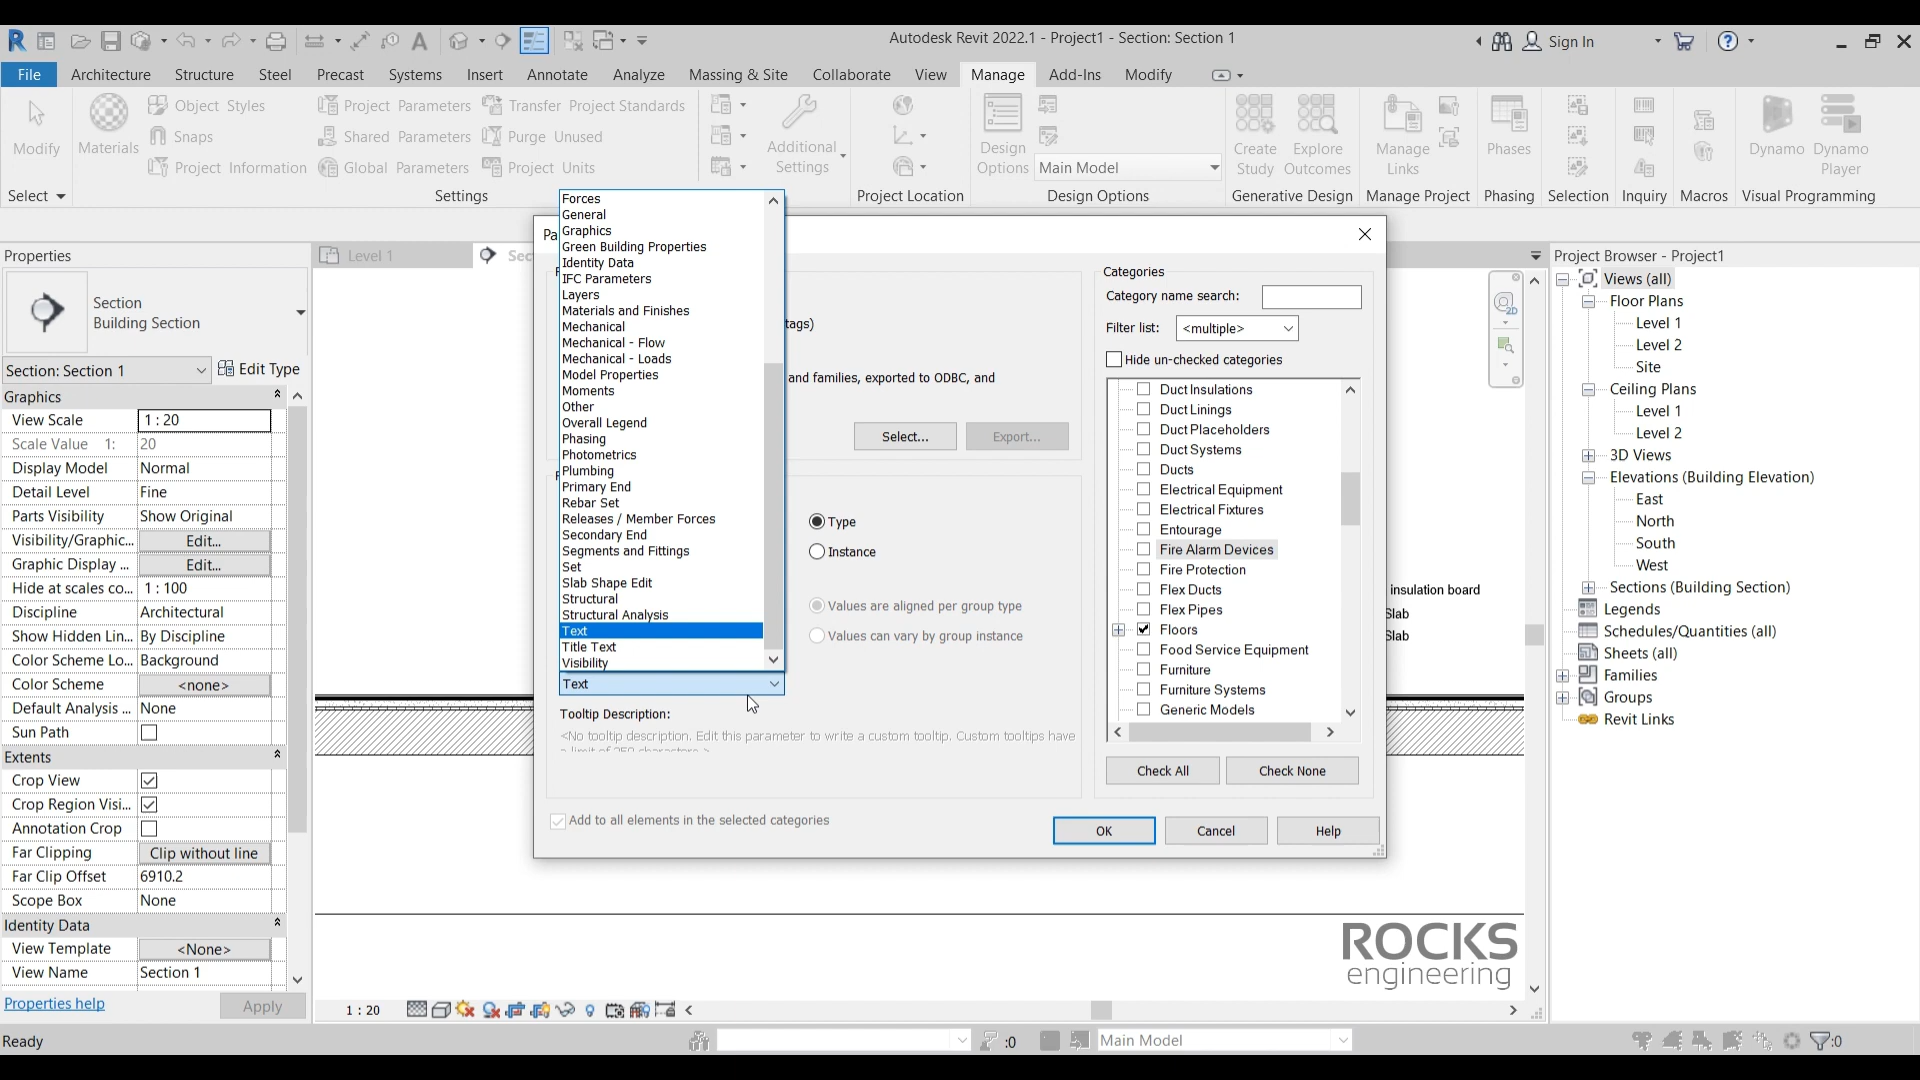 Autodesk Revit 2022.1 - Project1 - Section: Section 1
Sign In
File Architecture Structure Steel Precast Systems Insert Annotate Analyze Massing & Site Collaborate View Manage Add-Ins Modify
Modify
Select
Materials
Object Styles
Snaps
Project Information
Project Parameters
Shared Parameters
Global Parameters
Transfer Project Standards
Purge Unused
Project Units
Settings
Additional
Settings
Project Location
Design
Options
Main Model
Design Options
Create
Study
Explore
Outcomes
Generative Design
Manage
Links
Manage Project
Phases
Phasing
Selection
Inquiry
Macros
Dynamo
Dynamo
Player
Visual Programming
Properties
Section
Building Section
Section: Section 1
Edit Type
Graphics
View Scale 1 : 20
Scale Value 1: 20
Display Model Normal
Detail Level Fine
Parts Visibility Show Original
Visibility/Graphic... Edit...
Graphic Display ... Edit...
Hide at scales co... 1 : 100
Discipline Architectural
Show Hidden Lin... By Discipline
Color Scheme Lo... Background
Color Scheme <none>
Default Analysis ... None
Sun Path
Extents
Crop View
Crop Region Visi...
Annotation Crop
Far Clipping Clip without line
Far Clip Offset 6910.2
Scope Box None
Identity Data
View Template <None>
View Name Section 1
Properties help
Apply
Level 1
Sec
Pa
Forces
General
Graphics
Green Building Properties
Identity Data
IFC Parameters
Layers
Materials and Finishes
Mechanical
Mechanical - Flow
Mechanical - Loads
Model Properties
Moments
Other
Overall Legend
Phasing
Photometrics
Plumbing
Primary End
Rebar Set
Releases / Member Forces
Secondary End
Segments and Fittings
Set
Slab Shape Edit
Structural
Structural Analysis
Text
Title Text
Visibility
Text
tags)
and families, exported to ODBC, and
Select...
Export...
Type
Instance
Values are aligned per group type
Values can vary by group instance
Tooltip Description:
<No tooltip description. Edit this parameter to write a custom tooltip. Custom tooltips have
a limit of 250 characters.>
Add to all elements in the selected categories
Categories
Category name search:
Filter list: <multiple>
Hide un-checked categories
Duct Insulations
Duct Linings
Duct Placeholders
Duct Systems
Ducts
Electrical Equipment
Electrical Fixtures
Entourage
Fire Alarm Devices
Fire Protection
Flex Ducts
Flex Pipes
Floors
Food Service Equipment
Furniture
Furniture Systems
Generic Models
Check All
Check None
OK
Cancel
Help
2D
insulation board
Slab
Slab
ROCKS
engineering
Project Browser - Project1
Views (all)
Floor Plans
Level 1
Level 2
Site
Ceiling Plans
Level 1
Level 2
3D Views
Elevations (Building Elevation)
East
North
South
West
Sections (Building Section)
Legends
Schedules/Quantities (all)
Sheets (all)
Families
Groups
Revit Links
1 : 20
Ready
:0
Main Model
:0